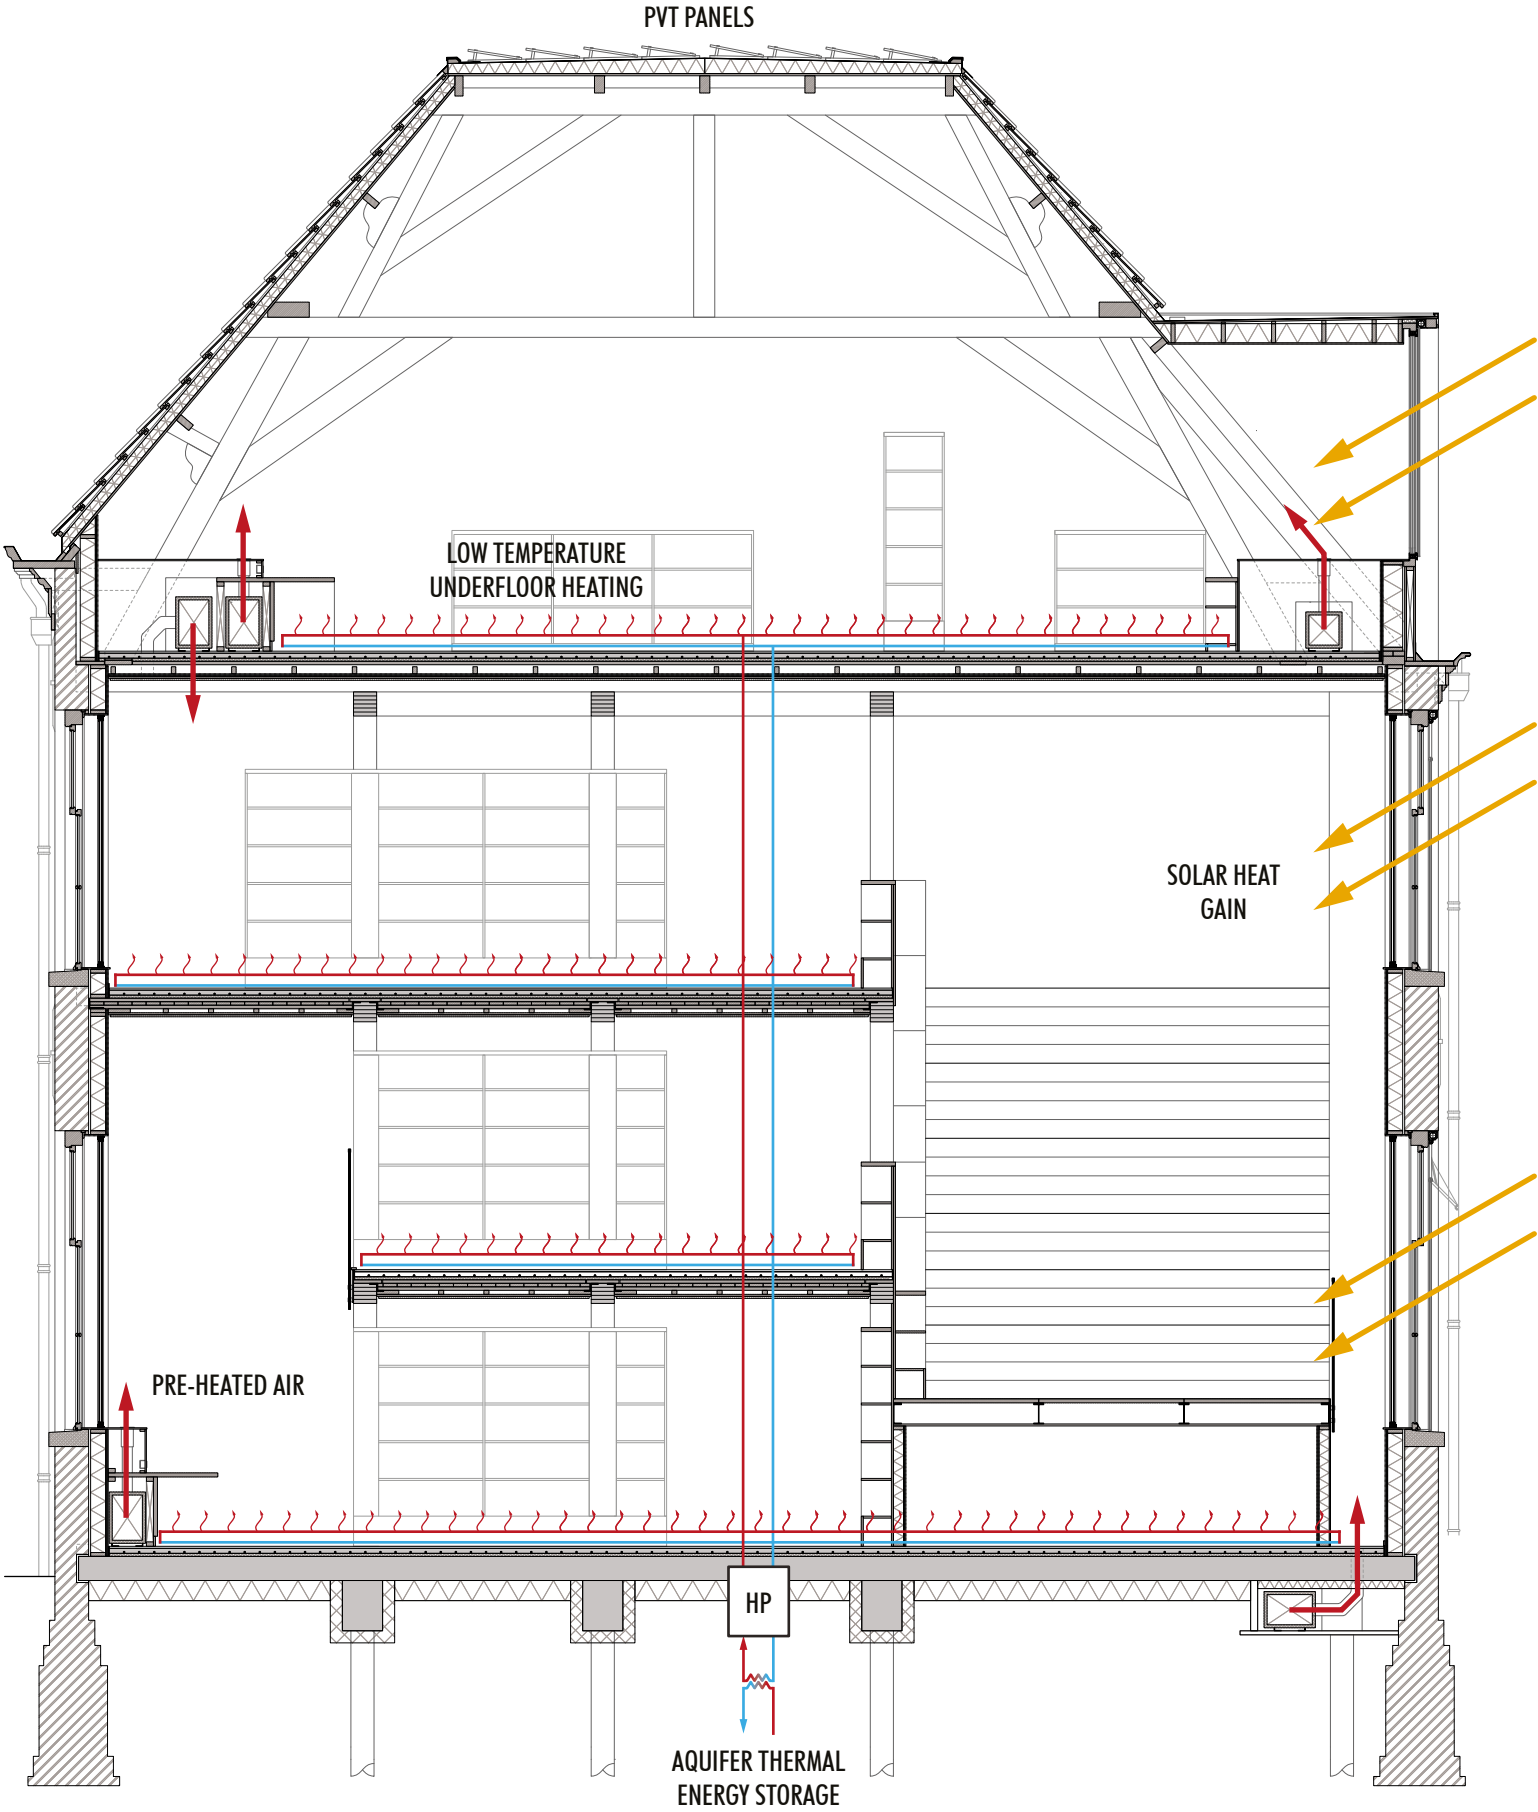 PVT PANELS
LOW TEMPERATURE
UNDERFLOOR HEATING
SOLAR HEAT
GAIN
PRE-HEATED AIR
HP
AQUIFER THERMAL
ENERGY STORAGE